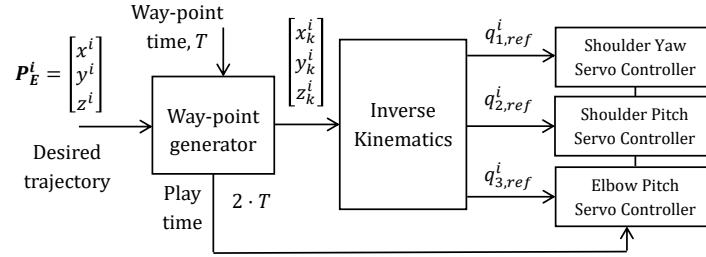 Way-point
time, T
P_E^i = [x^i y^i z^i]
Desired
trajectory
Way-point
generator
Play
time
2 · T
[x_k^i y_k^i z_k^i]
Inverse
Kinematics
q_{1,ref}^i
q_{2,ref}^i
q_{3,ref}^i
Shoulder Yaw
Servo Controller
Shoulder Pitch
Servo Controller
Elbow Pitch
Servo Controller